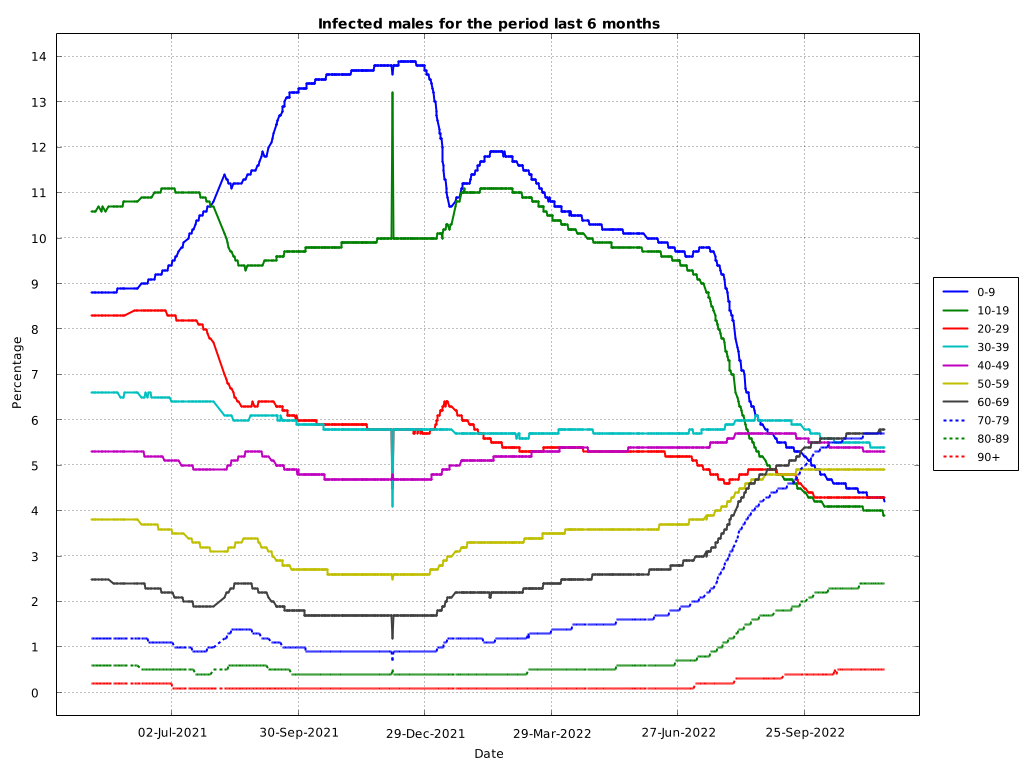 Infected males for the period last 6 months
Percentage
14
13
12
11
10
9
8
7
6
5
4
3
2
1
0
02-Jul-2021
30-Sep-2021
29-Dec-2021
29-Mar-2022
27-Jun-2022
25-Sep-2022
Date
0-9
10-19
20-29
30-39
40-49
50-59
60-69
70-79
80-89
90+